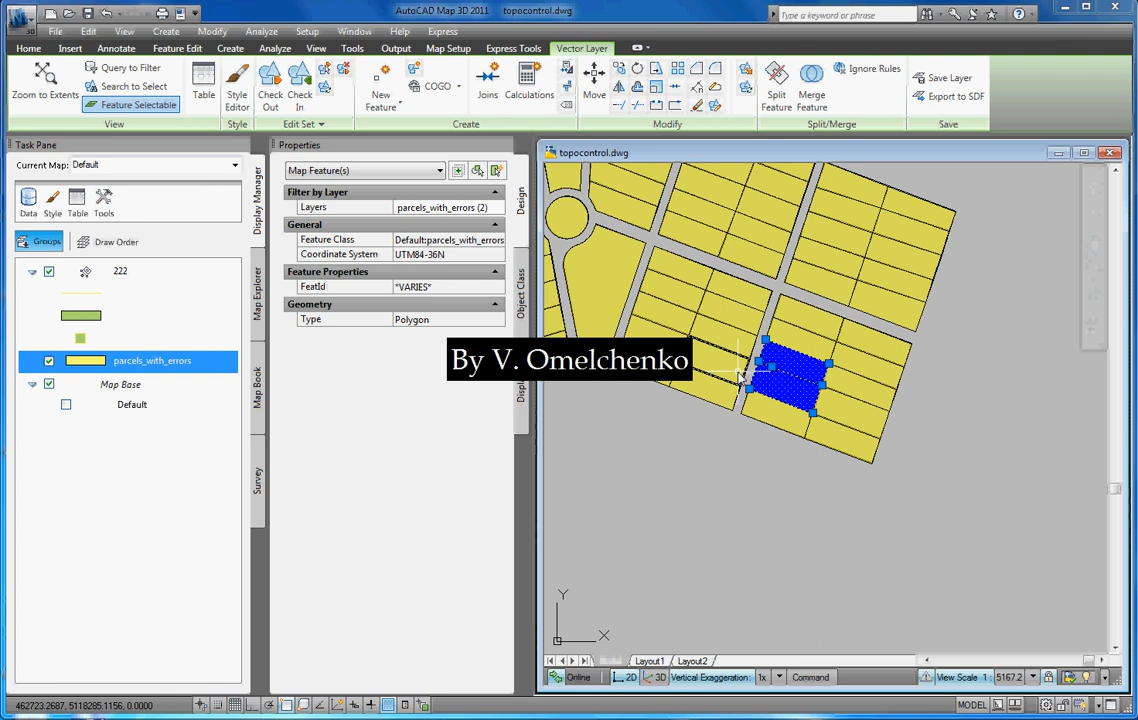 AutoCAD Map 3D 2011 topocontrol.dwg
Type a keyword or phrase
File Edit View Insert Format Create Modify Analyze Setup Window Help Express
Home Insert Annotate Feature Edit Create Analyze View Tools Output Map Setup Express Tools Vector Layer
Zoom to Extents
Query to Filter
Search to Select
Feature Selectable
Table
Style Editor
Check Out
Check In
New Feature
COGO
Joins
Calculations
Move
Split Feature
Merge Feature
Ignore Rules
Save Layer
Export to SDF
View Style Edit Set Create Modify Split/Merge Save
Task Pane
Current Map: Default
Data Style Table Tools
Groups Draw Order
222
parcels_with_errors
Map Base
Default
Display Manager
Map Explorer
Map Book
Survey
Properties
Map Feature(s)
Filter by Layer
Layers parcels_with_errors (2)
General
Feature Class Default:parcels_with_errors
Coordinate System UTM84-36N
Feature Properties
FeatId *VARIES*
Geometry
Type Polygon
Design
Object Class
topocontrol.dwg
By V. Omelchenko
Y
X
Layout1 Layout2
Online 2D 3D Vertical Exaggeration: 1x Command View Scale 1: 5167.2
462723.2687, 5118285.1156, 0.0000
MODEL